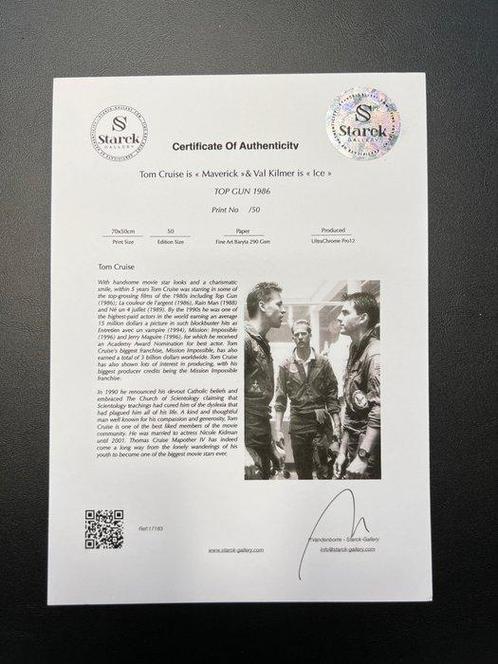 Starck
GALLERY
Starck
GALLERY
Certificate Of Authenticity
Tom Cruise is « Maverick »& Val Kilmer is « Ice »
TOP GUN 1986
Print No /50
70x50cm 50 Paper Produced
Print Size Edition Size Fine Art Baryta 290 Gsm UltraChrome Pro12
Tom Cruise
With handsome movie star looks and a charismatic
smile, within 5 years Tom Cruise was starring in some
of the top-grossing films of the 1980s including Top Gun
(1986); La couleur de l'argent (1986), Rain Man (1988)
and Né un 4 juillet (1989). By the 1990s he was one of
the highest-paid actors in the world earning an average
15 million dollars a picture in such blockbuster hits as
Entretien avec un vampire (1994), Mission: Impossible
(1996) and Jerry Maguire (1996), for which he received
an Academy Award Nomination for best actor. Tom
Cruise's biggest franchise, Mission Impossible, has also
earned a total of 3 billion dollars worldwide. Tom Cruise
has also shown lots of interest in producing, with his
biggest producer credits being the Mission Impossible
franchise.
In 1990 he renounced his devout Catholic beliefs and
embraced The Church of Scientology claiming that
Scientology teachings had cured him of the dyslexia that
had plagued him all of his life. A kind and thoughtful
man well known for his compassion and generosity, Tom
Cruise is one of the best liked members of the movie
community. He was married to actress Nicole Kidman
until 2001. Thomas Cruise Mapother IV has indeed
come a long way from the lonely wanderings of his
youth to become one of the biggest movie stars ever.
Ref:17183
www.starck-gallery.com
Vandenborre - Starck-Gallery
info@starck-gallery.com